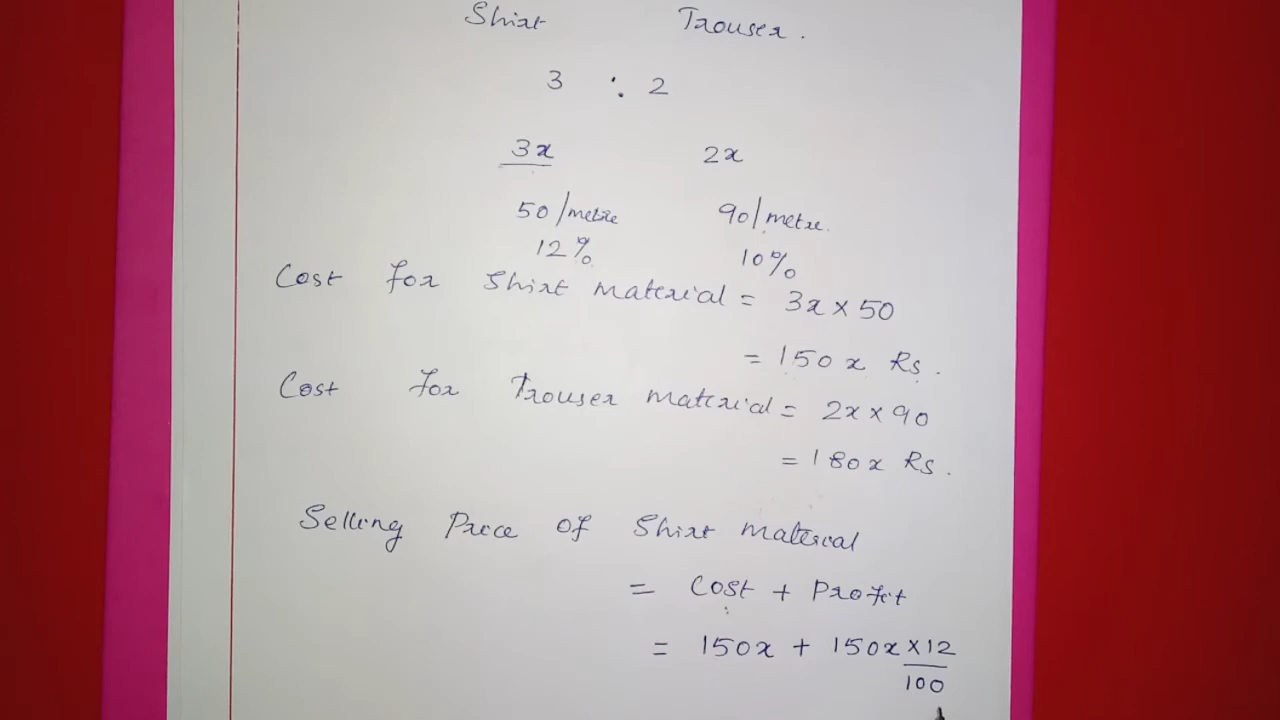 Shirt Trouser.
3 : 2
3x 2x
50/metre 90/metre.
12% 10%
Cost for Shirt material = 3x × 50
= 150x Rs.
Cost for Trouser material = 2x × 90
= 180x Rs.
Selling Price of Shirt material
= Cost + Profit
= 150x + 150x × 12
100